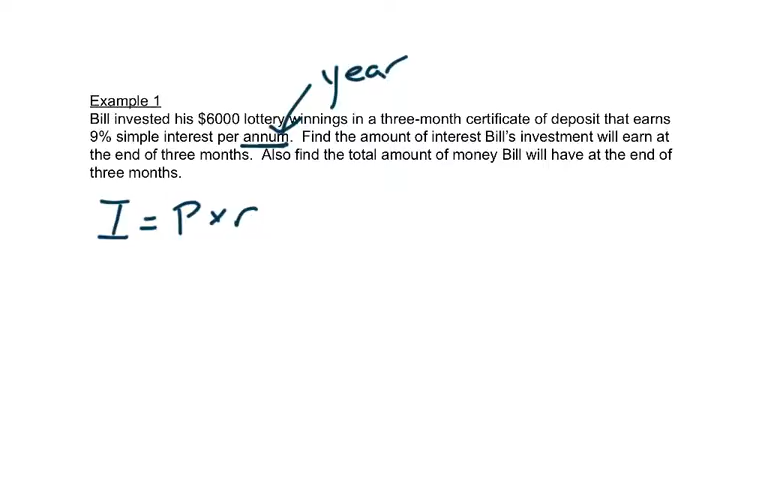 year
Example 1
Bill invested his $6000 lottery winnings in a three-month certificate of deposit that earns
9% simple interest per annum. Find the amount of interest Bill's investment will earn at
the end of three months. Also find the total amount of money Bill will have at the end of
three months.
I = P × r